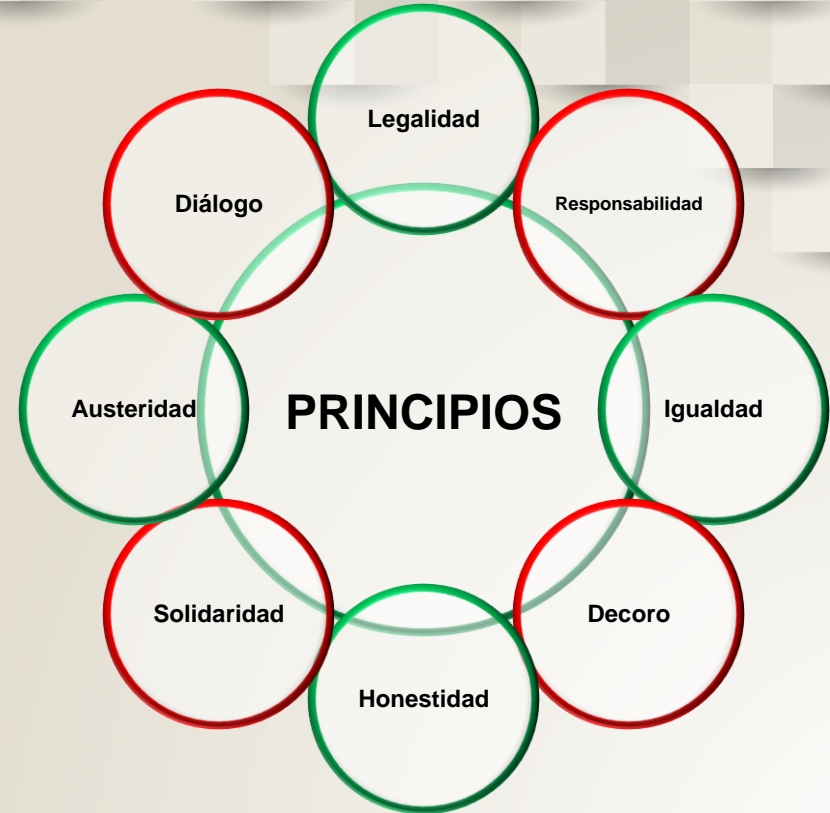 Legalidad
Diálogo
Responsabilidad
Austeridad
PRINCIPIOS
Igualdad
Solidaridad
Decoro
Honestidad